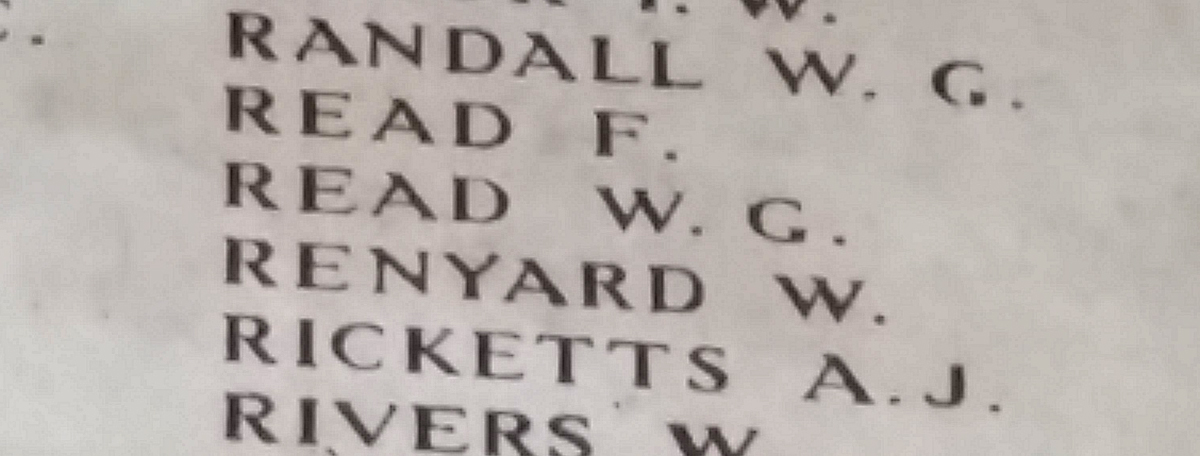 RANDALL W. G.
READ F.
READ W. G.
RENYARD W.
RICKETTS A. J.
RIVERS W